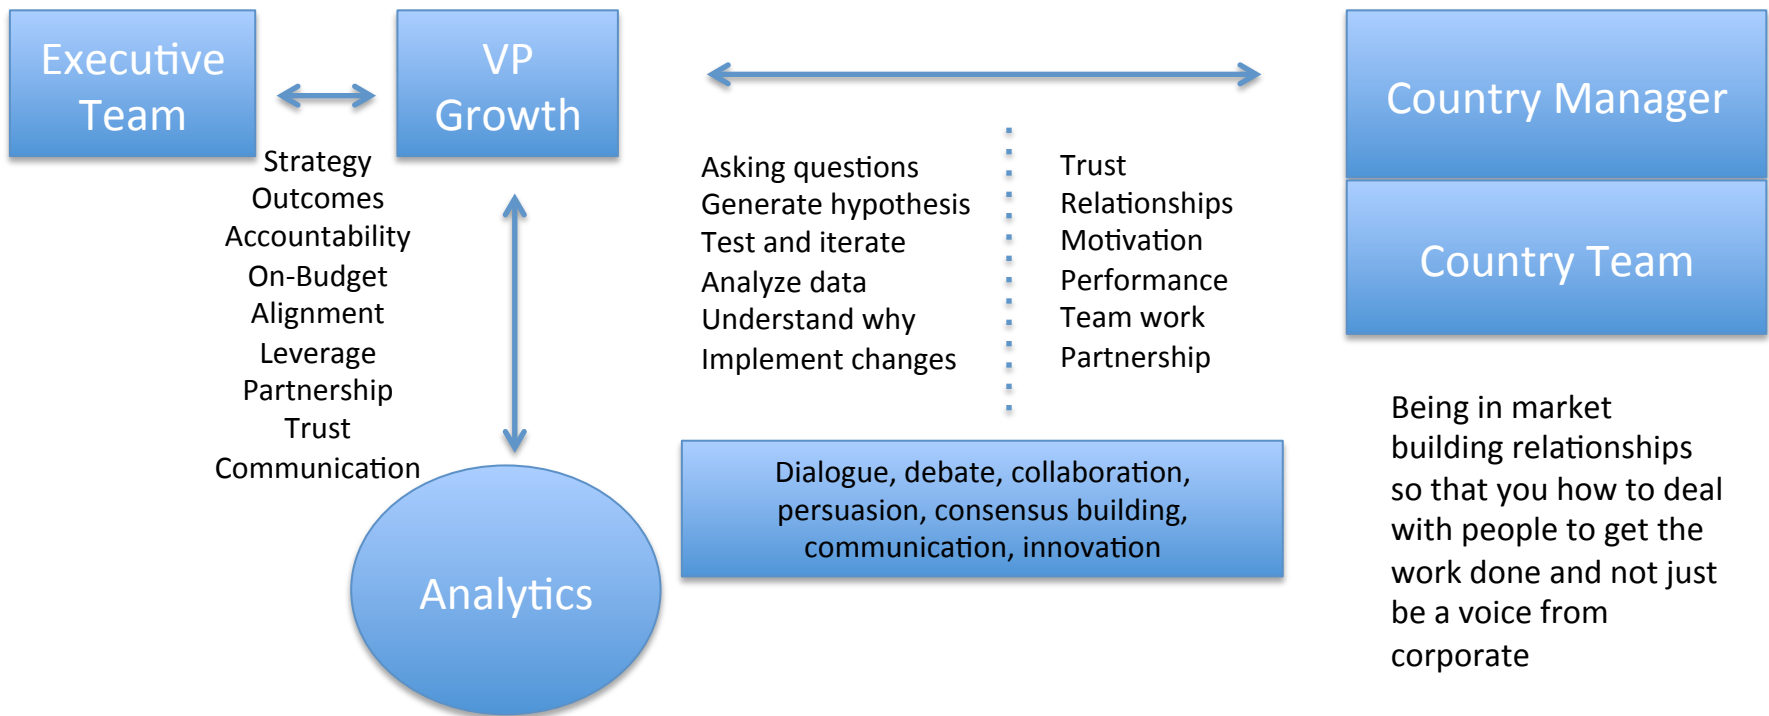 Executive
Team
VP
Growth
Strategy
Outcomes
Accountability
On-Budget
Alignment
Leverage
Partnership
Trust
Communication
Analytics
Asking questions
Generate hypothesis
Test and iterate
Analyze data
Understand why
Implement changes
Trust
Relationships
Motivation
Performance
Team work
Partnership
Dialogue, debate, collaboration,
persuasion, consensus building,
communication, innovation
Country Manager
Country Team
Being in market
building relationships
so that you how to deal
with people to get the
work done and not just
be a voice from
corporate